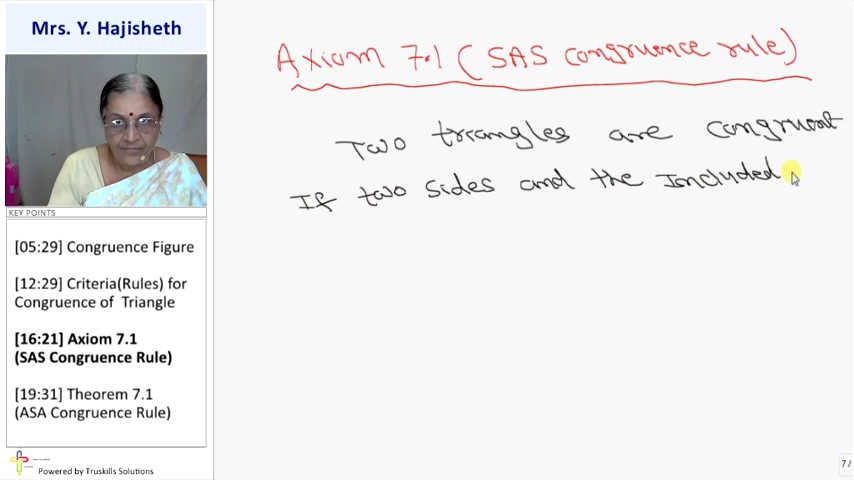 Mrs. Y. Hajisheth
KEY POINTS
[05:29] Congruence Figure
[12:29] Criteria(Rules) for
Congruence of Triangle
[16:21] Axiom 7.1
(SAS Congruence Rule)
[19:31] Theorem 7.1
(ASA Congruence Rule)
Powered by Truskills Solutions
Axiom 7.1 (SAS congruence rule)
Two triangles are congruent
If two sides and the Included
7/